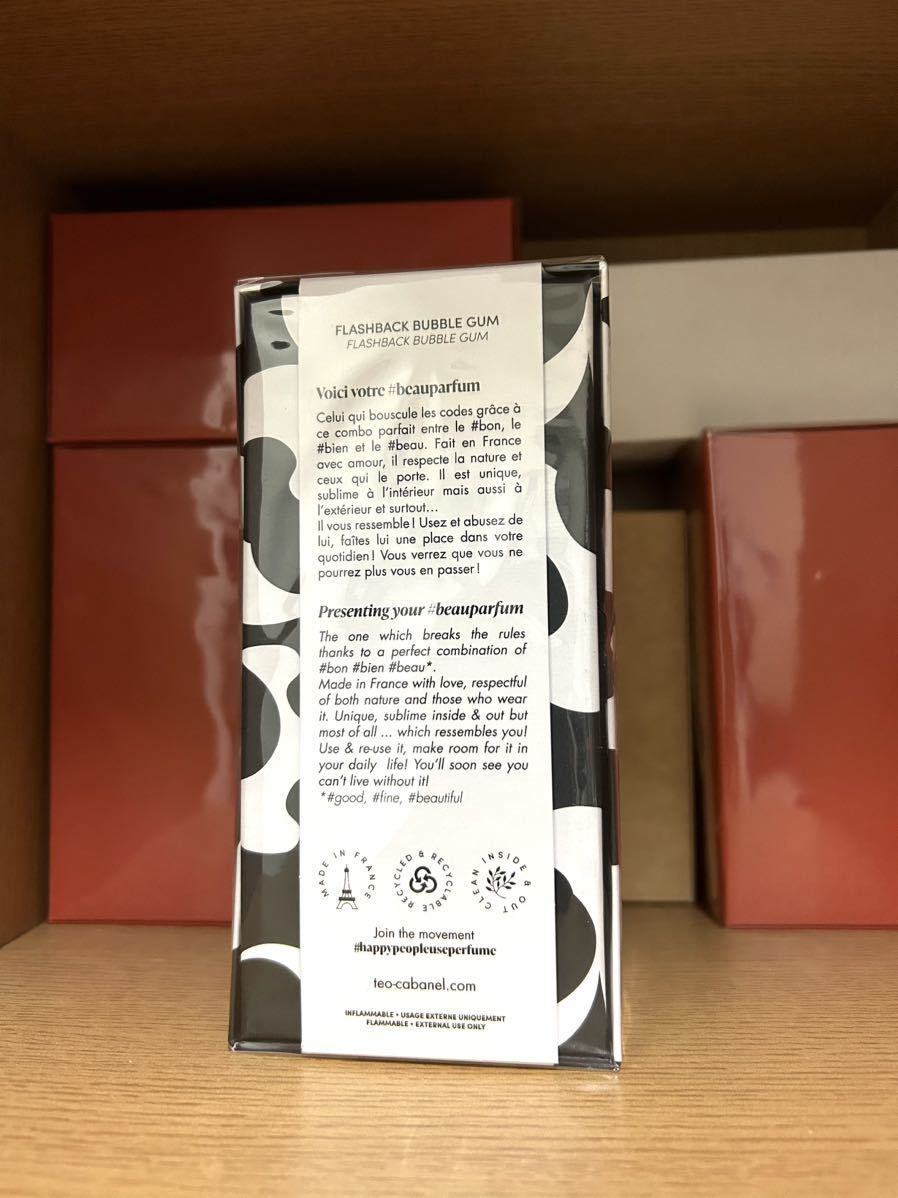 FLASHBACK BUBBLE GUM
FLASHBACK BUBBLE GUM
Voici votre #beauparfum
Celui qui bouscule les codes grâce à
ce combo parfait entre le #bon, le
#bien et le #beau. Fait en France
avec amour, il respecte la nature et
ceux qui le porte. Il est unique,
sublime à l'intérieur mais aussi à
l'extérieur et surtout...
Il vous ressemble ! Usez et abusez de
lui, faîtes lui une place dans votre
quotidien ! Vous verrez que vous ne
pourrez plus vous en passer !
Presenting your #beauparfum
The one which breaks the rules
thanks to a perfect combination of
#bon #bien #beau*.
Made in France with love, respectful
of both nature and those who wear
it. Unique, sublime inside & out but
most of all ... which ressembles you!
Use & re-use it, make room for it in
your daily life! You'll soon see you
can't live without it!
*#good, #fine, #beautiful
MADE IN FRANCE
RECYCLED & RECYCLABLE
CLEAN INSIDE & OUT
Join the movement
#happypeopleuseperfume
teo-cabanel.com
INFLAMMABLE • USAGE EXTERNE UNIQUEMENT
FLAMMABLE • EXTERNAL USE ONLY